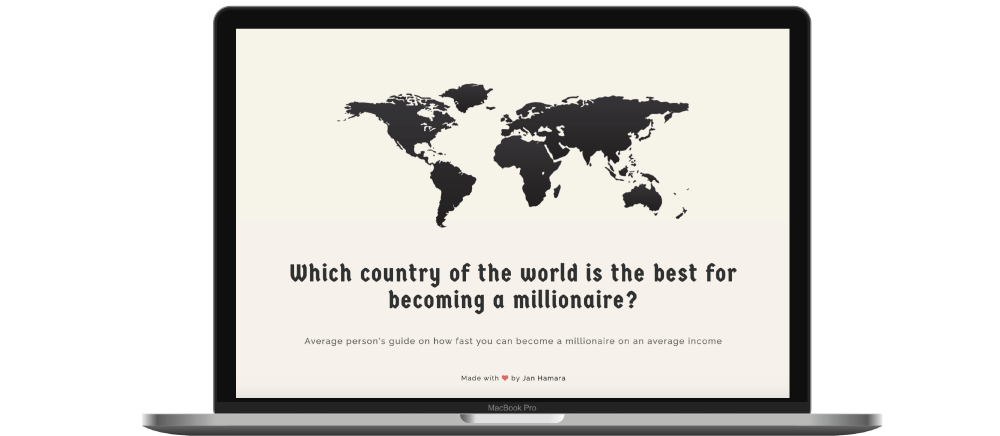 Which country of the world is the best for
becoming a millionaire?
Average person's guide on how fast you can become a millionaire on an average income
Made with ❤ by Jan Hamara
MacBook Pro